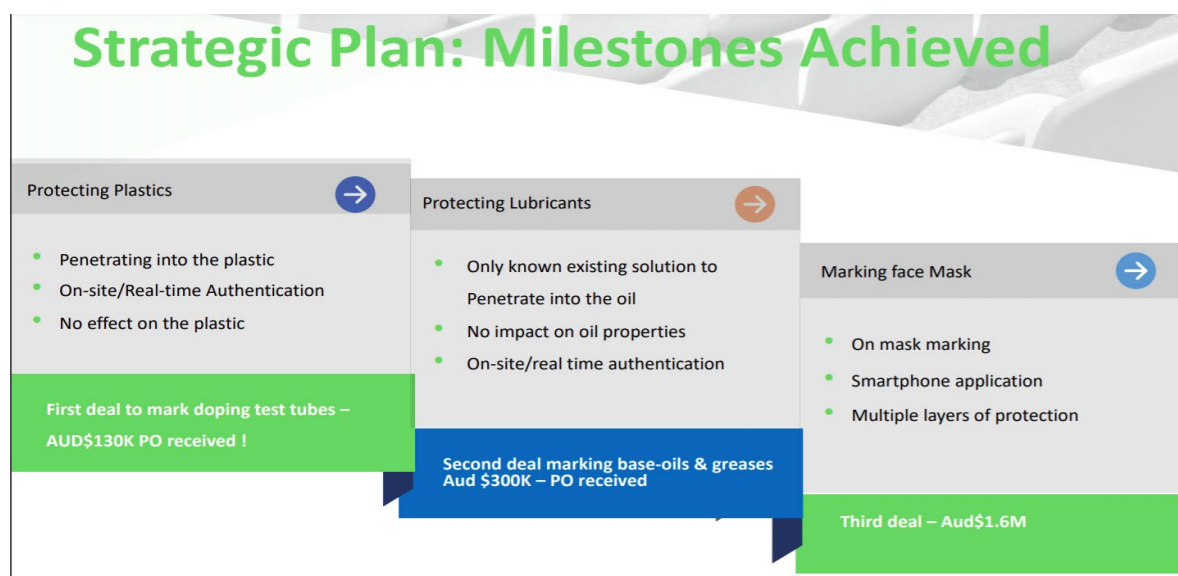 Strategic Plan: Milestones Achieved
Protecting Plastics
• Penetrating into the plastic
• On-site/Real-time Authentication
• No effect on the plastic
First deal to mark doping test tubes –
AUD$130K PO received !
Protecting Lubricants
• Only known existing solution to
Penetrate into the oil
• No impact on oil properties
• On-site/real time authentication
Second deal marking base-oils & greases
Aud $300K – PO received
Marking face Mask
• On mask marking
• Smartphone application
• Multiple layers of protection
Third deal – Aud$1.6M